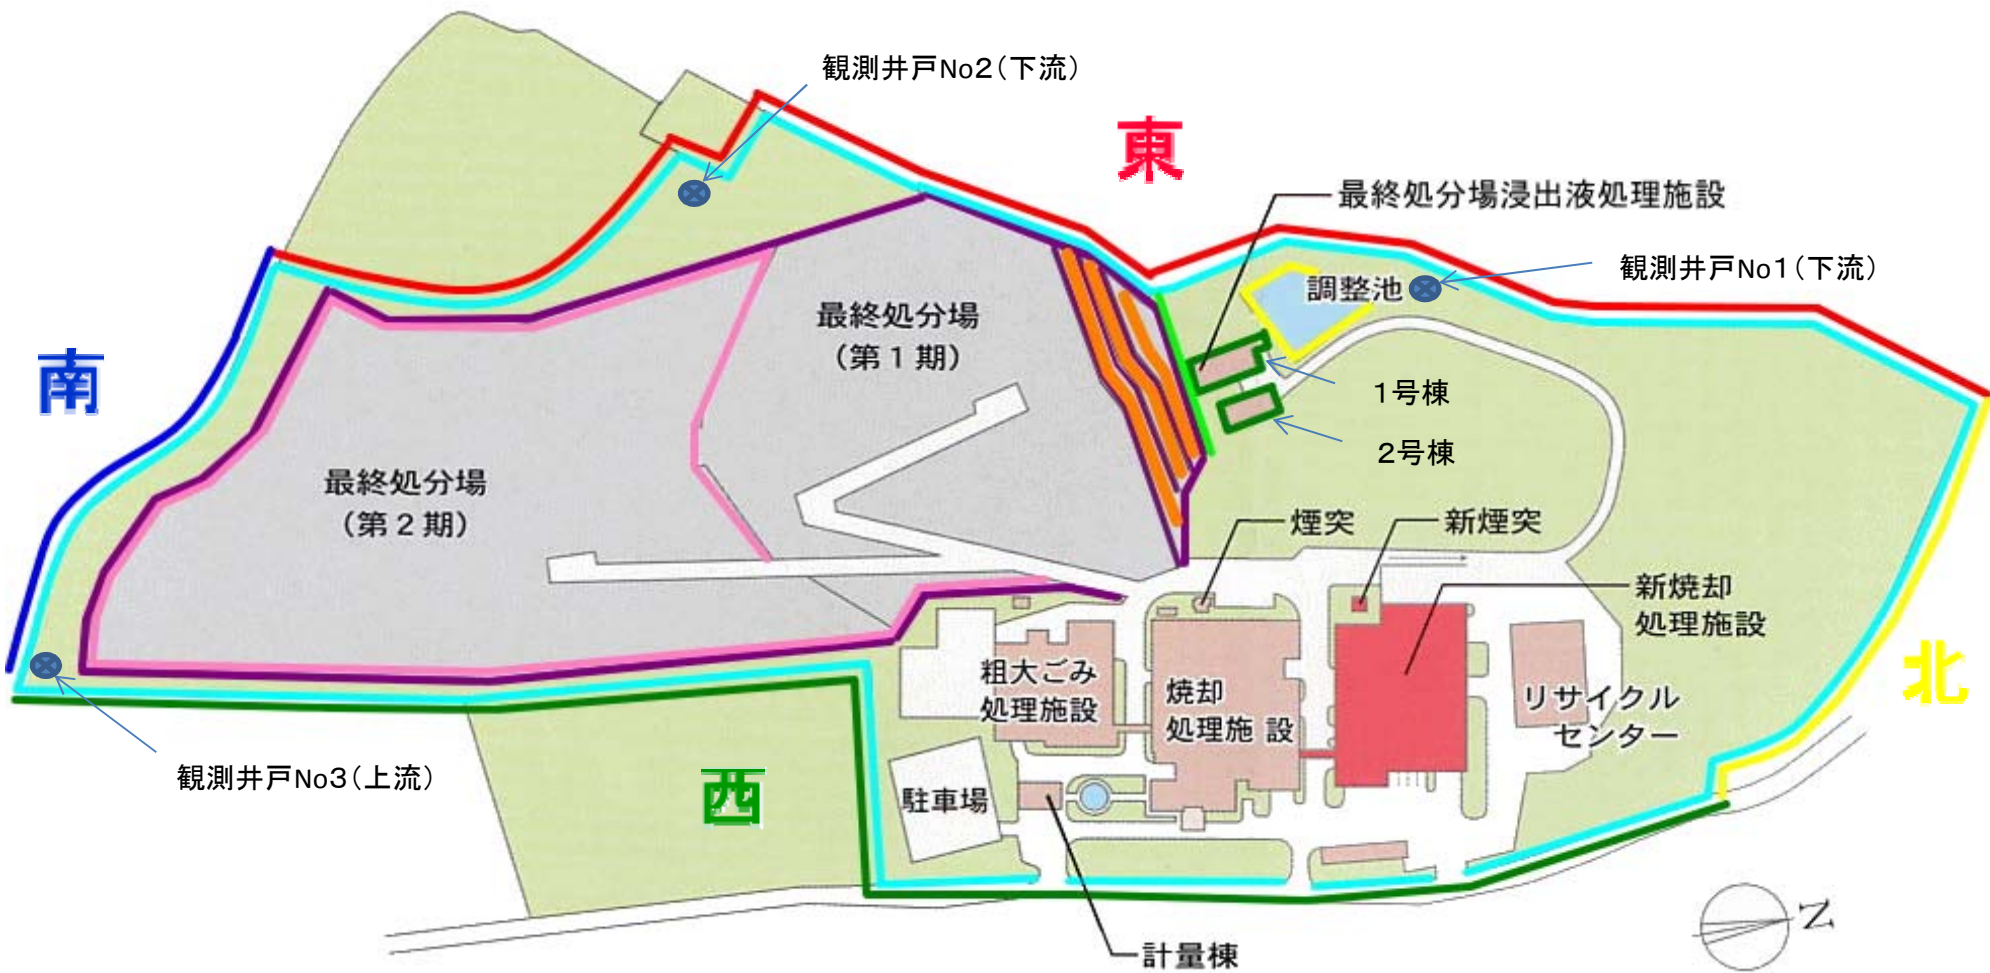 観測井戸No2(下流)
東
最終処分場浸出液処理施設
観測井戸No1(下流)
調整池
最終処分場
(第1期)
南
1号棟
2号棟
最終処分場
(第2期)
煙突
新煙突
新焼却
処理施設
北
粗大ごみ
処理施設
焼却
処理施 設
リサイクル
センター
観測井戸No3(上流)
西
駐車場
計量棟
N